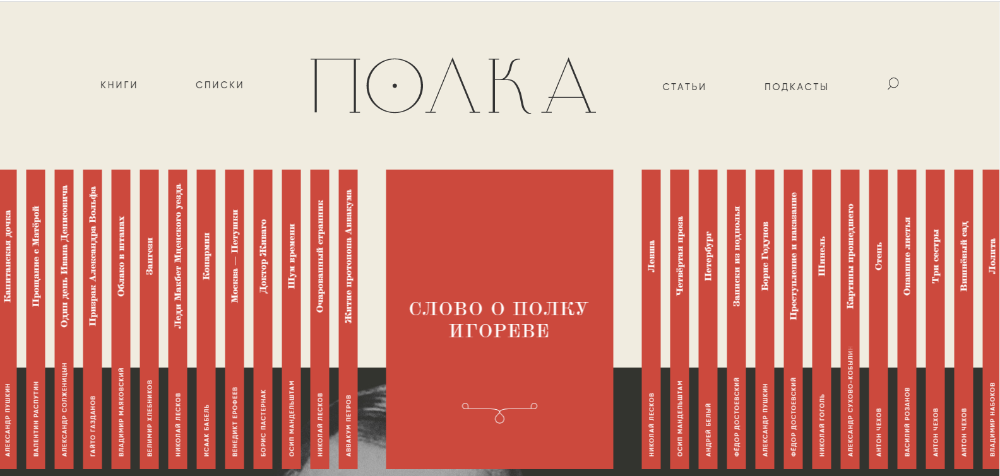 КНИГИ
СПИСКИ
ПОЛКА
СТАТЬИ
ПОДКАСТЫ
Капитанская дочка
АЛЕКСАНДР ПУШКИН
Прощание с Матёрой
ВАЛЕНТИН РАСПУТИН
Один день Ивана Денисовича
АЛЕКСАНДР СОЛЖЕНИЦЫН
Призрак Александра Вольфа
ГАЙТО ГАЗДАНОВ
Облако в штанах
ВЛАДИМИР МАЯКОВСКИЙ
Зангези
ВЕЛИМИР ХЛЕБНИКОВ
Леди Макбет Мценского уезда
НИКОЛАЙ ЛЕСКОВ
Конармия
ИСААК БАБЕЛЬ
Москва — Петушки
ВЕНЕДИКТ ЕРОФЕЕВ
Доктор Живаго
БОРИС ПАСТЕРНАК
Шум времени
ОСИП МАНДЕЛЬШТАМ
Очарованный странник
НИКОЛАЙ ЛЕСКОВ
Житие протопопа Аввакума
АВВАКУМ ПЕТРОВ
СЛОВО О ПОЛКУ
ИГОРЕВЕ
Левша
НИКОЛАЙ ЛЕСКОВ
Четвёртая проза
ОСИП МАНДЕЛЬШТАМ
Петербург
АНДРЕЙ БЕЛЫЙ
Записки из подполья
ФЁДОР ДОСТОЕВСКИЙ
Борис Годунов
АЛЕКСАНДР ПУШКИН
Преступление и наказание
ФЁДОР ДОСТОЕВСКИЙ
Шинель
НИКОЛАЙ ГОГОЛЬ
Картины прошедшего
АЛЕКСАНДР СУХОВО-КОБЫЛИН
Степь
АНТОН ЧЕХОВ
Опавшие листья
ВАСИЛИЙ РОЗАНОВ
Три сестры
АНТОН ЧЕХОВ
Вишнёвый сад
АНТОН ЧЕХОВ
Лолита
ВЛАДИМИР НАБОКОВ